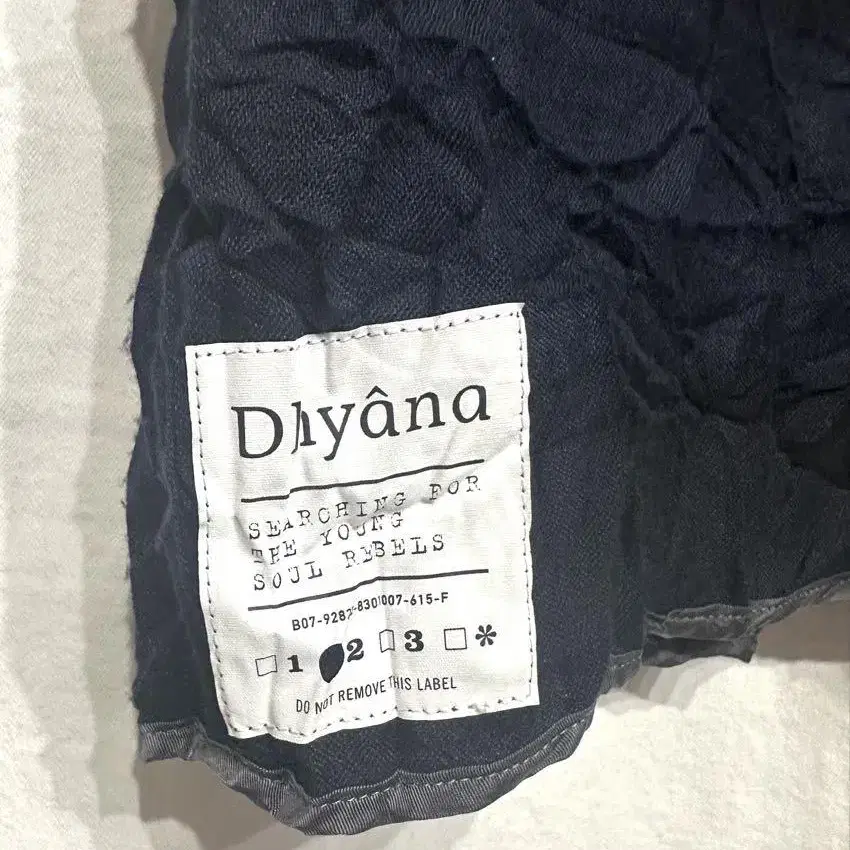 Dhyâna
SEARCHING FOR
THE YOUNG
SOUL REBELS
1 2 3 *
DO NOT REMOVE THIS LABEL